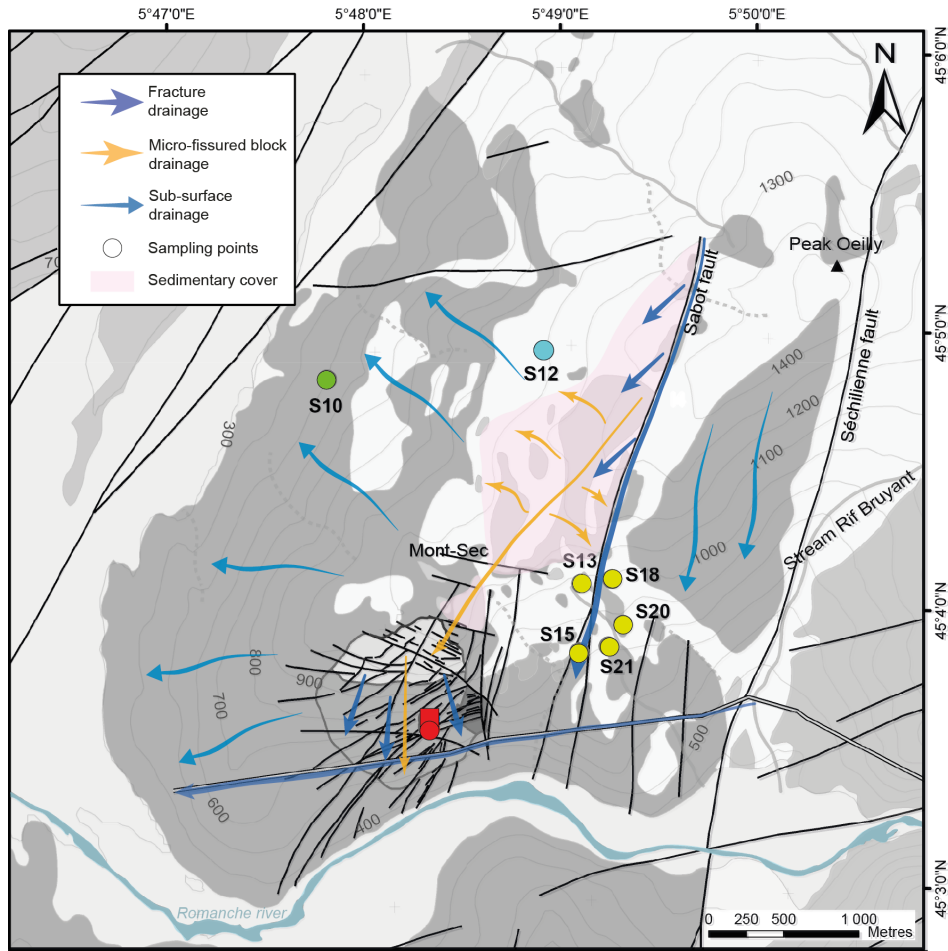 5°47'0"E
5°48'0"E
5°49'0"E
5°50'0"E
45°6'0"N
N
Fracture
drainage
Micro-fissured block
drainage
Sub-surface
drainage
Sampling points
Sedimentary cover
70
1300
Peak Oeilly
Sabot fault
Séchilienne fault
45°5'0"N
S12
S10
1400
1200
1100
1000
300
Stream Rif Bruyant
Mont-Sec
S13
S18
S20
S15
S21
45°4'0"N
800
900
700
500
600
400
Romanche river
45°3'0"N
0
250
500
1 000
Metres